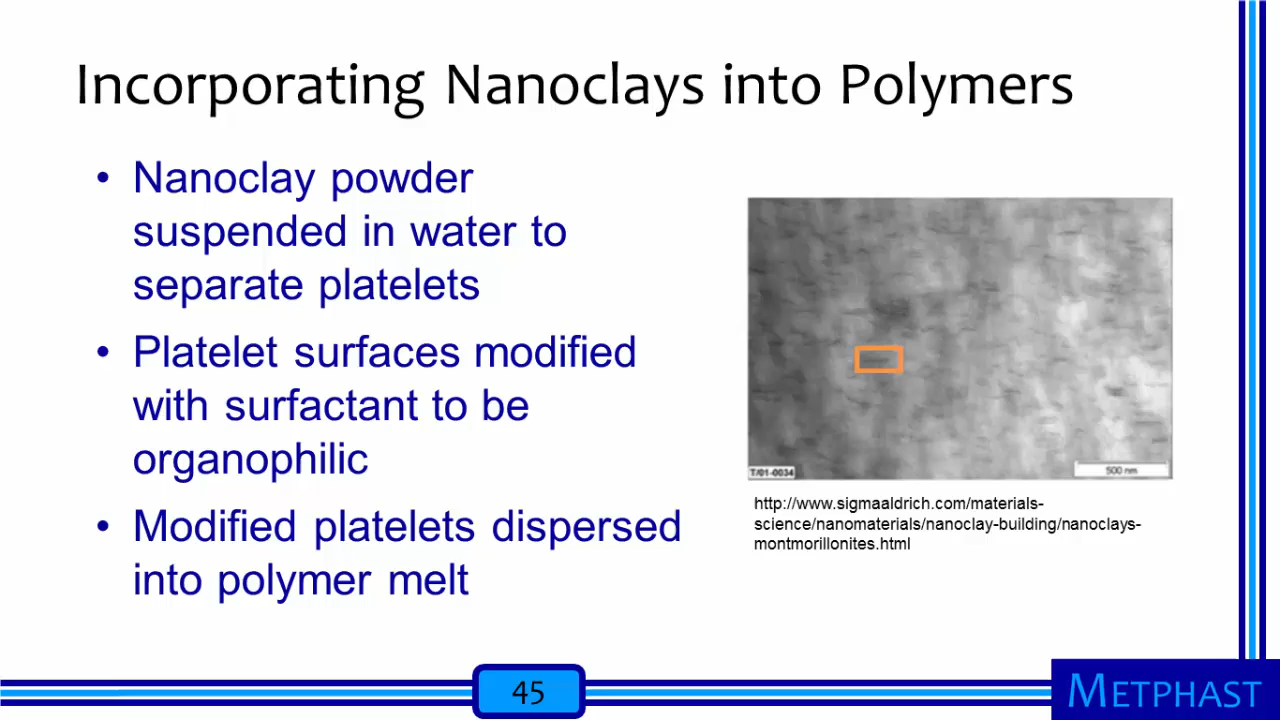 Incorporating Nanoclays into Polymers
• Nanoclay powder
suspended in water to
separate platelets
• Platelet surfaces modified
with surfactant to be
organophilic
• Modified platelets dispersed
into polymer melt
T/01-0034
500 nm
http://www.sigmaaldrich.com/materials-
science/nanomaterials/nanoclay-building/nanoclays-
montmorillonites.html
45
METPHAST